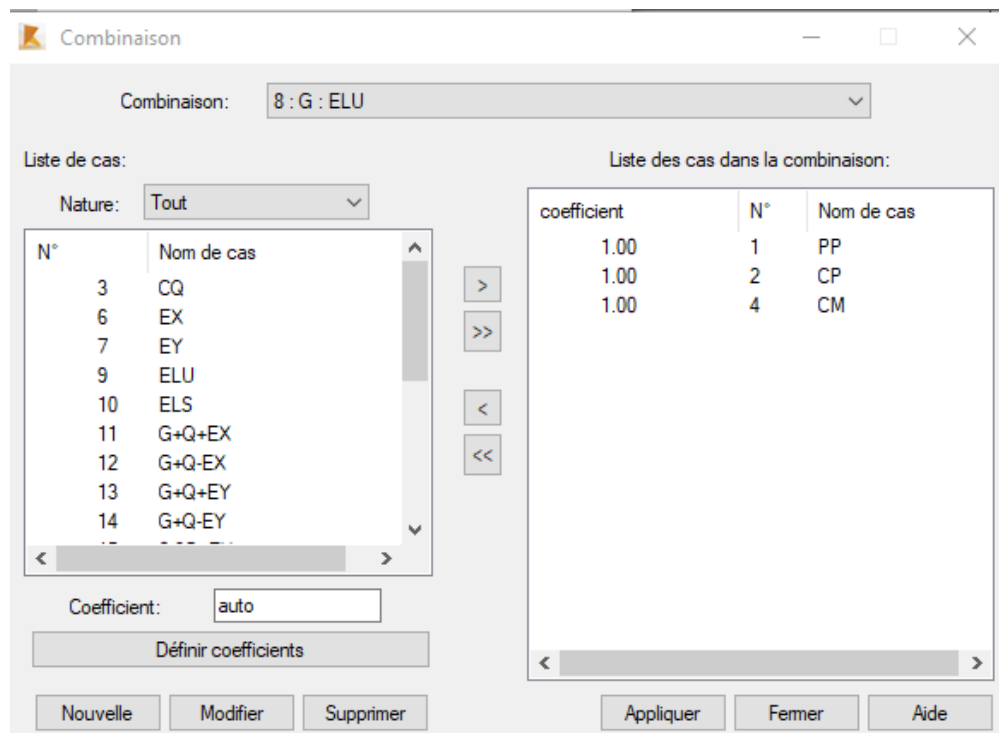 Combinaison
Combinaison: 8 : G : ELU
Liste de cas:
Nature: Tout
N° Nom de cas
3 CQ
6 EX
7 EY
9 ELU
10 ELS
11 G+Q+EX
12 G+Q-EX
13 G+Q+EY
14 G+Q-EY
>
>>
<
<<
Liste des cas dans la combinaison:
coefficient N° Nom de cas
1.00 1 PP
1.00 2 CP
1.00 4 CM
Coefficient: auto
Définir coefficients
Nouvelle Modifier Supprimer
Appliquer Fermer Aide